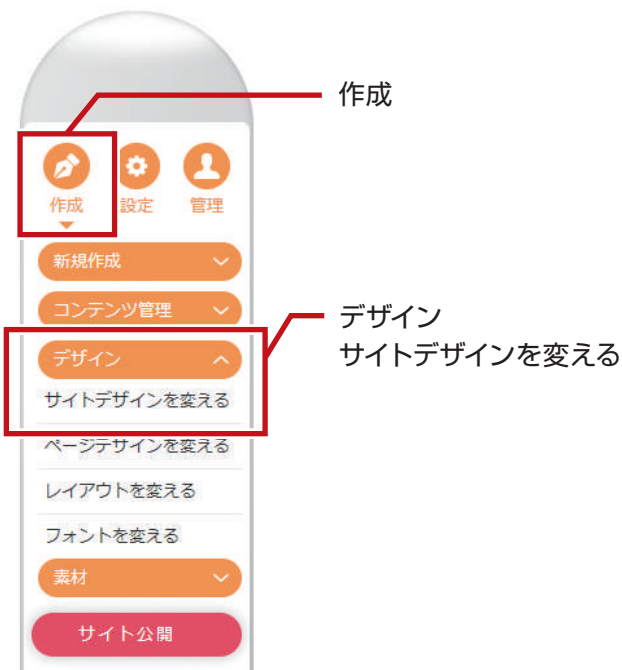 作成
作成 設定 管理
新規作成
コンテンツ管理
デザイン
サイトデザインを変える
デザイン
サイトデザインを変える
ページデザインを変える
レイアウトを変える
フォントを変える
素材
サイト公開